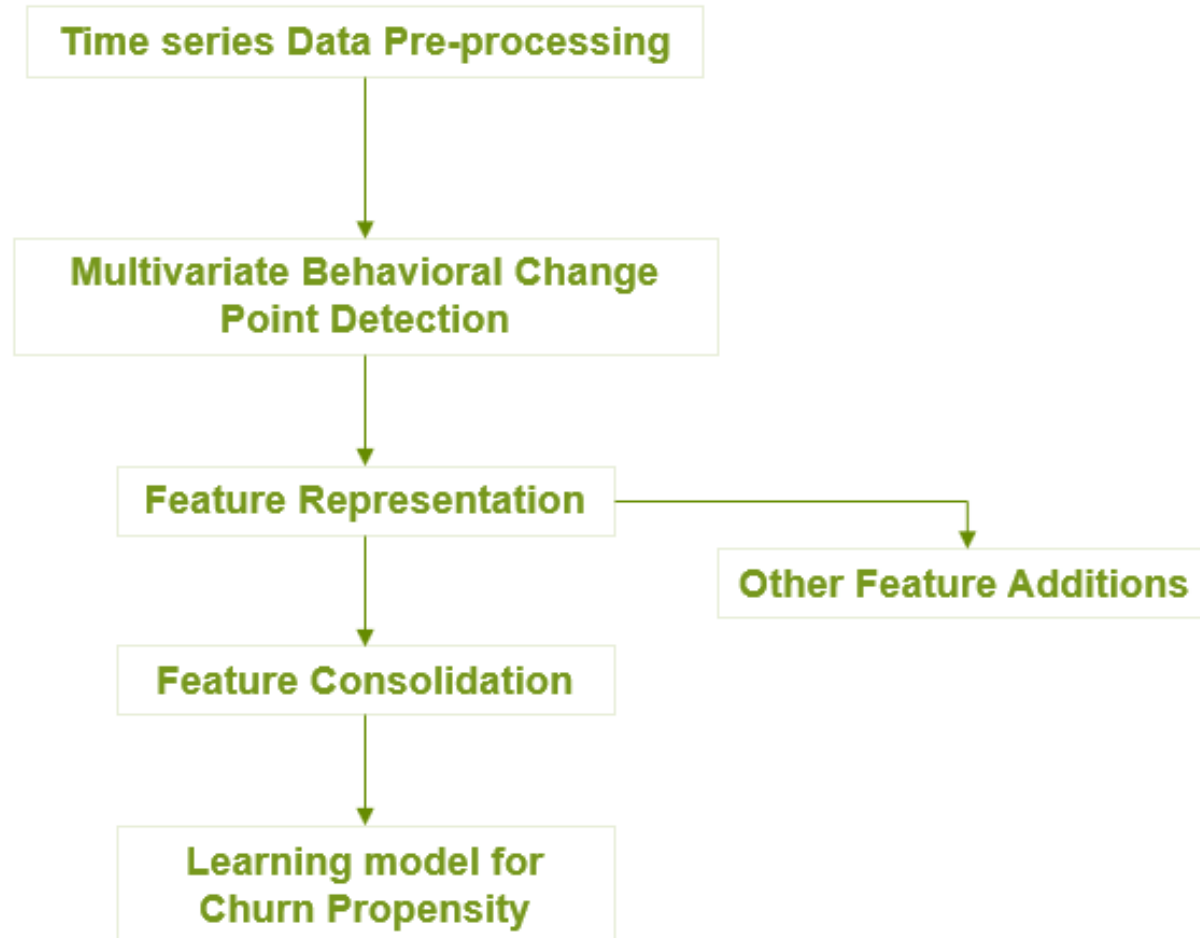 Time series Data Pre-processing
Multivariate Behavioral Change
Point Detection
Feature Representation
Other Feature Additions
Feature Consolidation
Learning model for
Churn Propensity